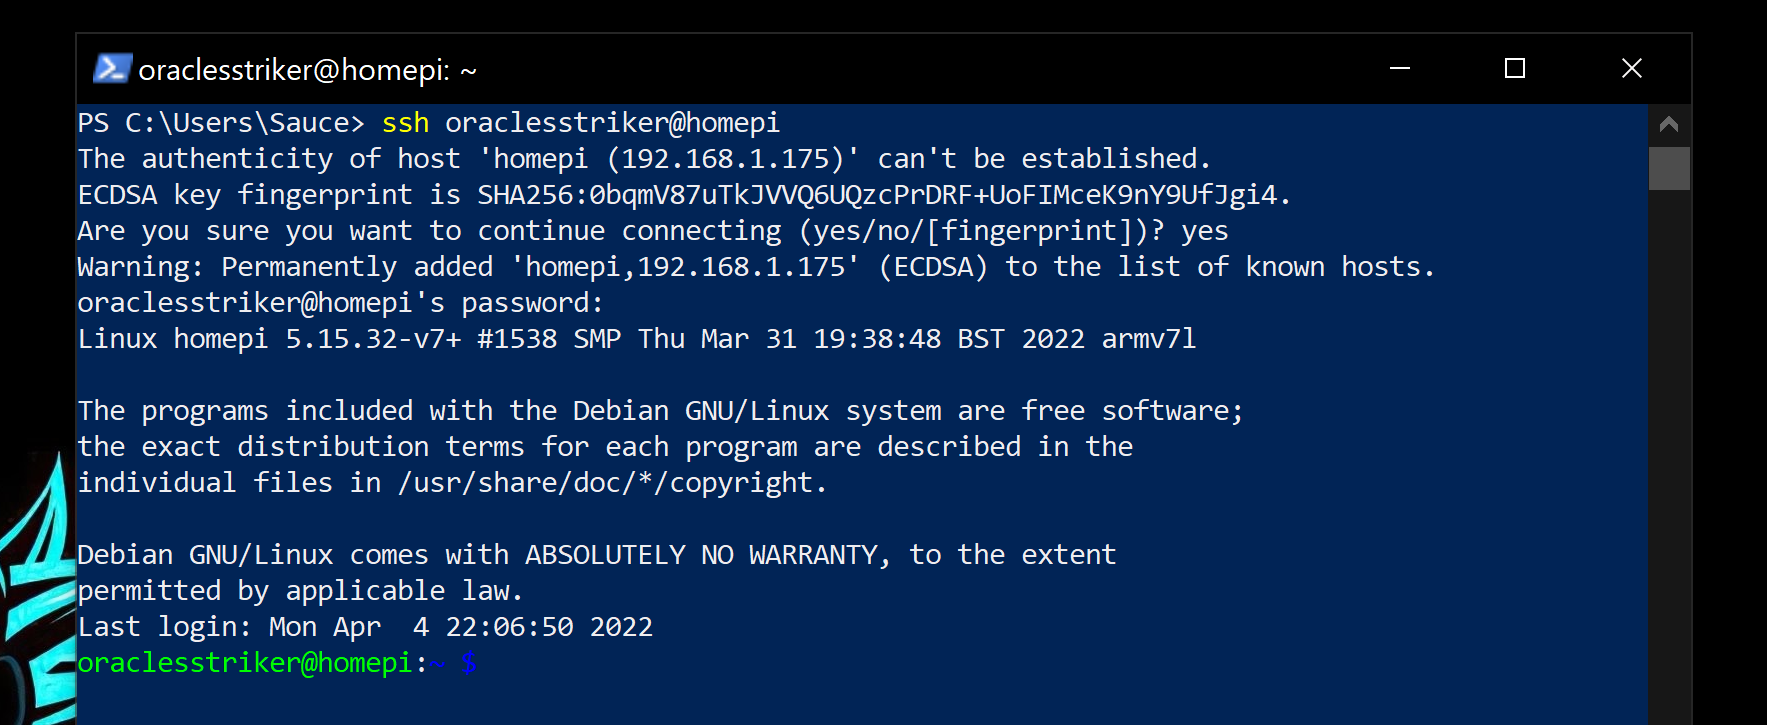 oraclesstriker@homepi: ~
PS C:\Users\Sauce> ssh oraclesstriker@homepi
The authenticity of host 'homepi (192.168.1.175)' can't be established.
ECDSA key fingerprint is SHA256:0bqmV87uTkJVVQ6UQzcPrDRF+UoFIMceK9nY9UfJgi4.
Are you sure you want to continue connecting (yes/no/[fingerprint])? yes
Warning: Permanently added 'homepi,192.168.1.175' (ECDSA) to the list of known hosts.
oraclesstriker@homepi's password:
Linux homepi 5.15.32-v7+ #1538 SMP Thu Mar 31 19:38:48 BST 2022 armv7l

The programs included with the Debian GNU/Linux system are free software;
the exact distribution terms for each program are described in the
individual files in /usr/share/doc/*/copyright.

Debian GNU/Linux comes with ABSOLUTELY NO WARRANTY, to the extent
permitted by applicable law.
Last login: Mon Apr  4 22:06:50 2022
oraclesstriker@homepi:~ $